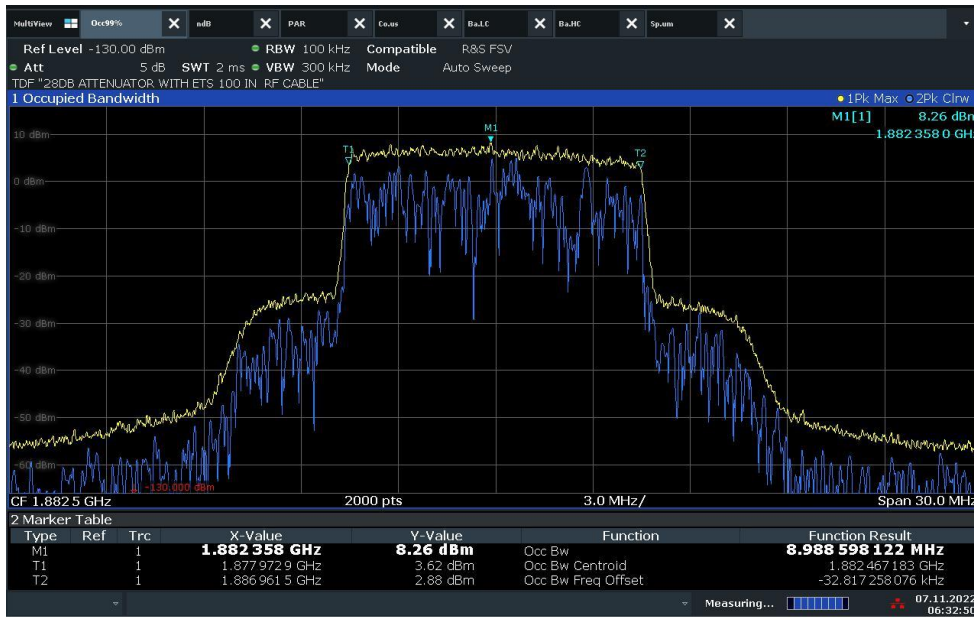 MultiView Occ99% ndB PAR Co.us Ba.LC Ba.HC Sp.um
Ref Level -130.00 dBm RBW 100 kHz Compatible R&S FSV
Att 5 dB SWT 2 ms VBW 300 kHz Mode Auto Sweep
TDF "28DB ATTENUATOR WITH ETS 100 IN RF CABLE"
1 Occupied Bandwidth 1Pk Max 2Pk Clrw
M1[1] 8.26 dBm
1.882 358 0 GHz
10 dBm
M1
T1
T2
0 dBm
-10 dBm
-20 dBm
-30 dBm
-40 dBm
-50 dBm
-60 dBm
-130.000 dBm
CF 1.882 5 GHz 2000 pts 3.0 MHz/ Span 30.0 MHz
2 Marker Table
Type Ref Trc X-Value Y-Value Function Function Result
M1 1 1.882 358 GHz 8.26 dBm Occ Bw 8.988 598 122 MHz
T1 1 1.877 972 9 GHz 3.62 dBm Occ Bw Centroid 1.882 467 183 GHz
T2 1 1.886 961 5 GHz 2.88 dBm Occ Bw Freq Offset -32.817 258 076 kHz
Measuring... 07.11.2022
06:32:50